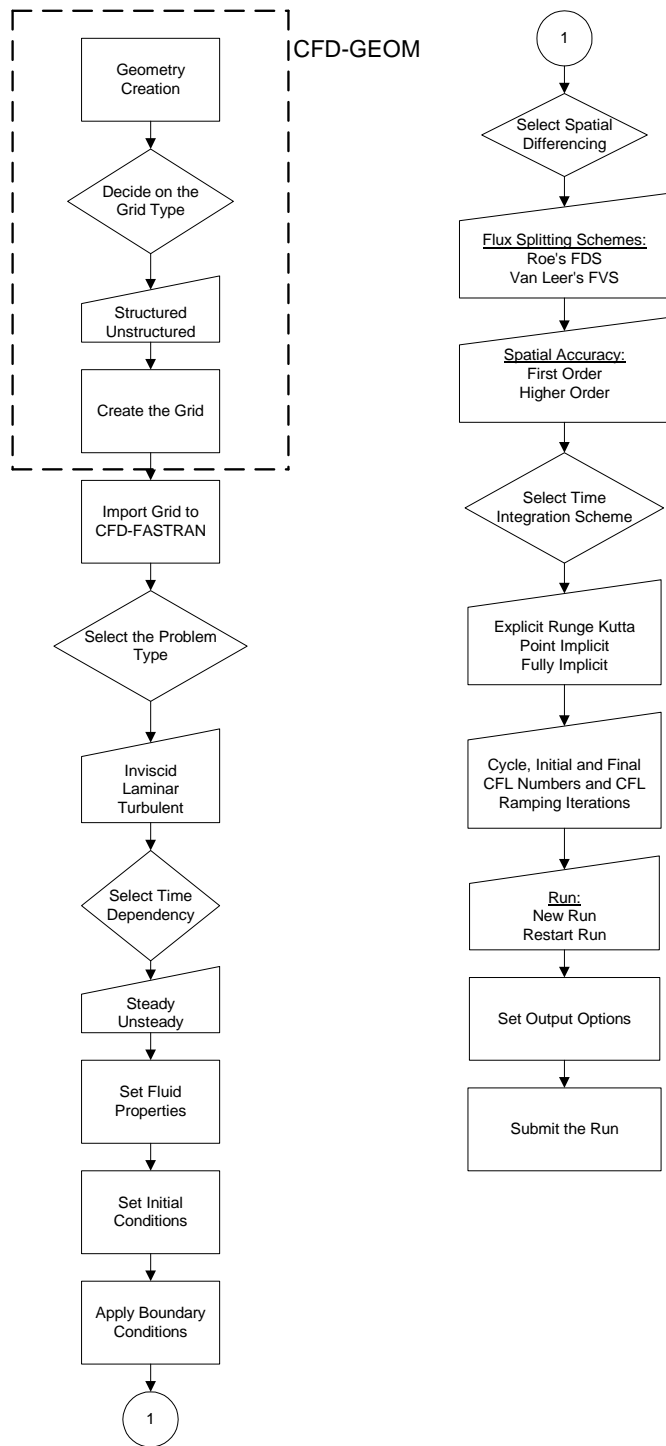 CFD-GEOM
Geometry
Creation
Decide on the
Grid Type
Structured
Unstructured
Create the Grid
Import Grid to
CFD-FASTRAN
Select the Problem
Type
Inviscid
Laminar
Turbulent
Select Time
Dependency
Steady
Unsteady
Set Fluid
Properties
Set Initial
Conditions
Apply Boundary
Conditions
1
1
Select Spatial
Differencing
Flux Splitting Schemes:
Roe's FDS
Van Leer's FVS
Spatial Accuracy:
First Order
Higher Order
Select Time
Integration Scheme
Explicit Runge Kutta
Point Implicit
Fully Implicit
Cycle, Initial and Final
CFL Numbers and CFL
Ramping Iterations
Run:
New Run
Restart Run
Set Output Options
Submit the Run